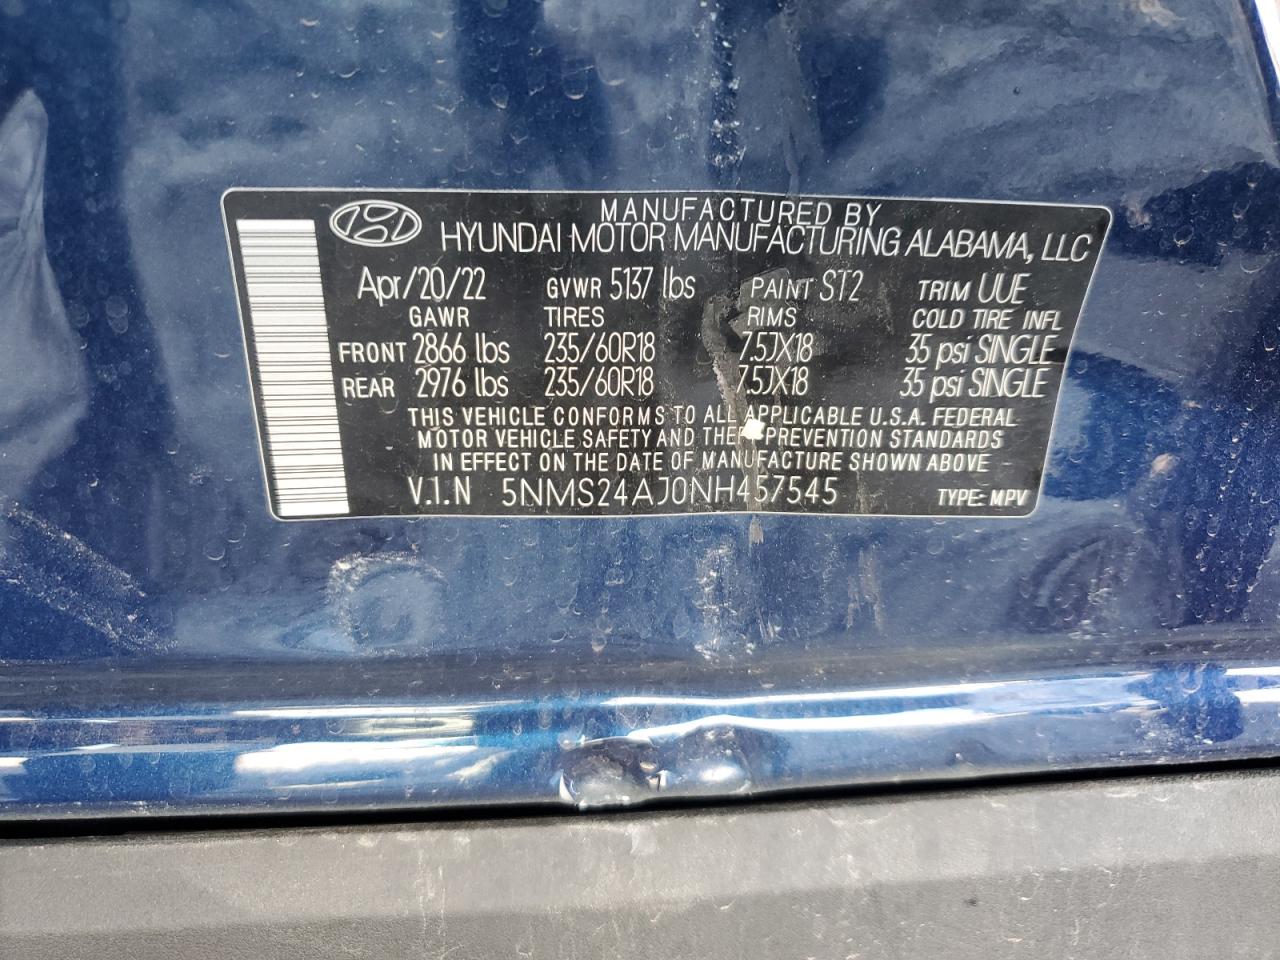 MANUFACTURED BY
HYUNDAI MOTOR MANUFACTURING ALABAMA, LLC
Apr/20/22 GVWR 5137 lbs PAINT ST2 TRIM UUE
GAWR TIRES RIMS COLD TIRE INFL
FRONT 2866 lbs 235/60R18 7.5JX18 35 psi SINGLE
REAR 2976 lbs 235/60R18 7.5JX18 35 psi SINGLE
THIS VEHICLE CONFORMS TO ALL APPLICABLE U.S.A. FEDERAL
MOTOR VEHICLE SAFETY AND THEFT PREVENTION STANDARDS
IN EFFECT ON THE DATE OF MANUFACTURE SHOWN ABOVE
V.I.N 5NMS24AJ0NH457545 TYPE: MPV